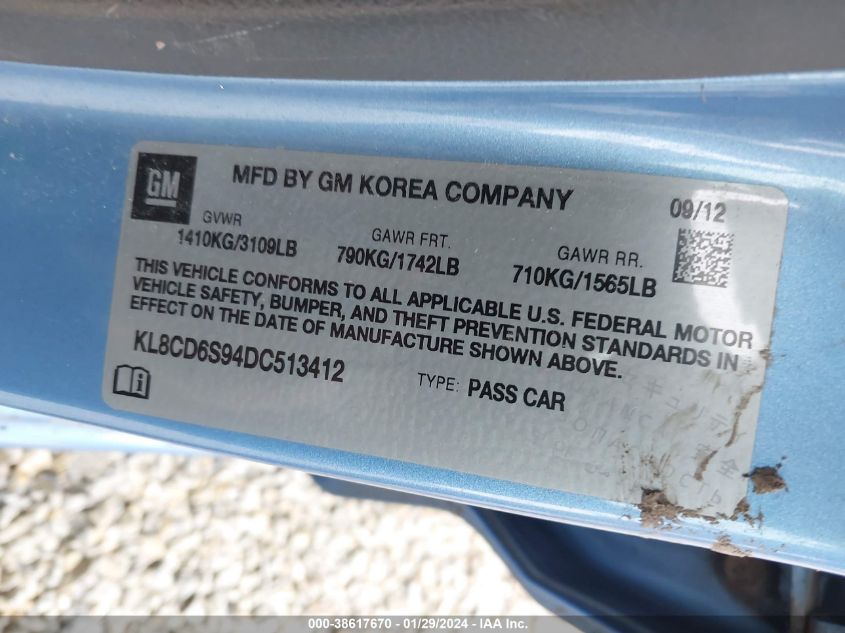 GM
MFD BY GM KOREA COMPANY
09/12
GVWR
1410KG/3109LB
GAWR FRT.
790KG/1742LB
GAWR RR.
710KG/1565LB
THIS VEHICLE CONFORMS TO ALL APPLICABLE U.S. FEDERAL MOTOR
VEHICLE SAFETY, BUMPER, AND THEFT PREVENTION STANDARDS IN
EFFECT ON THE DATE OF MANUFACTURE SHOWN ABOVE.
KL8CD6S94DC513412
TYPE: PASS CAR
000-38617670 - 01/29/2024 - IAA Inc.